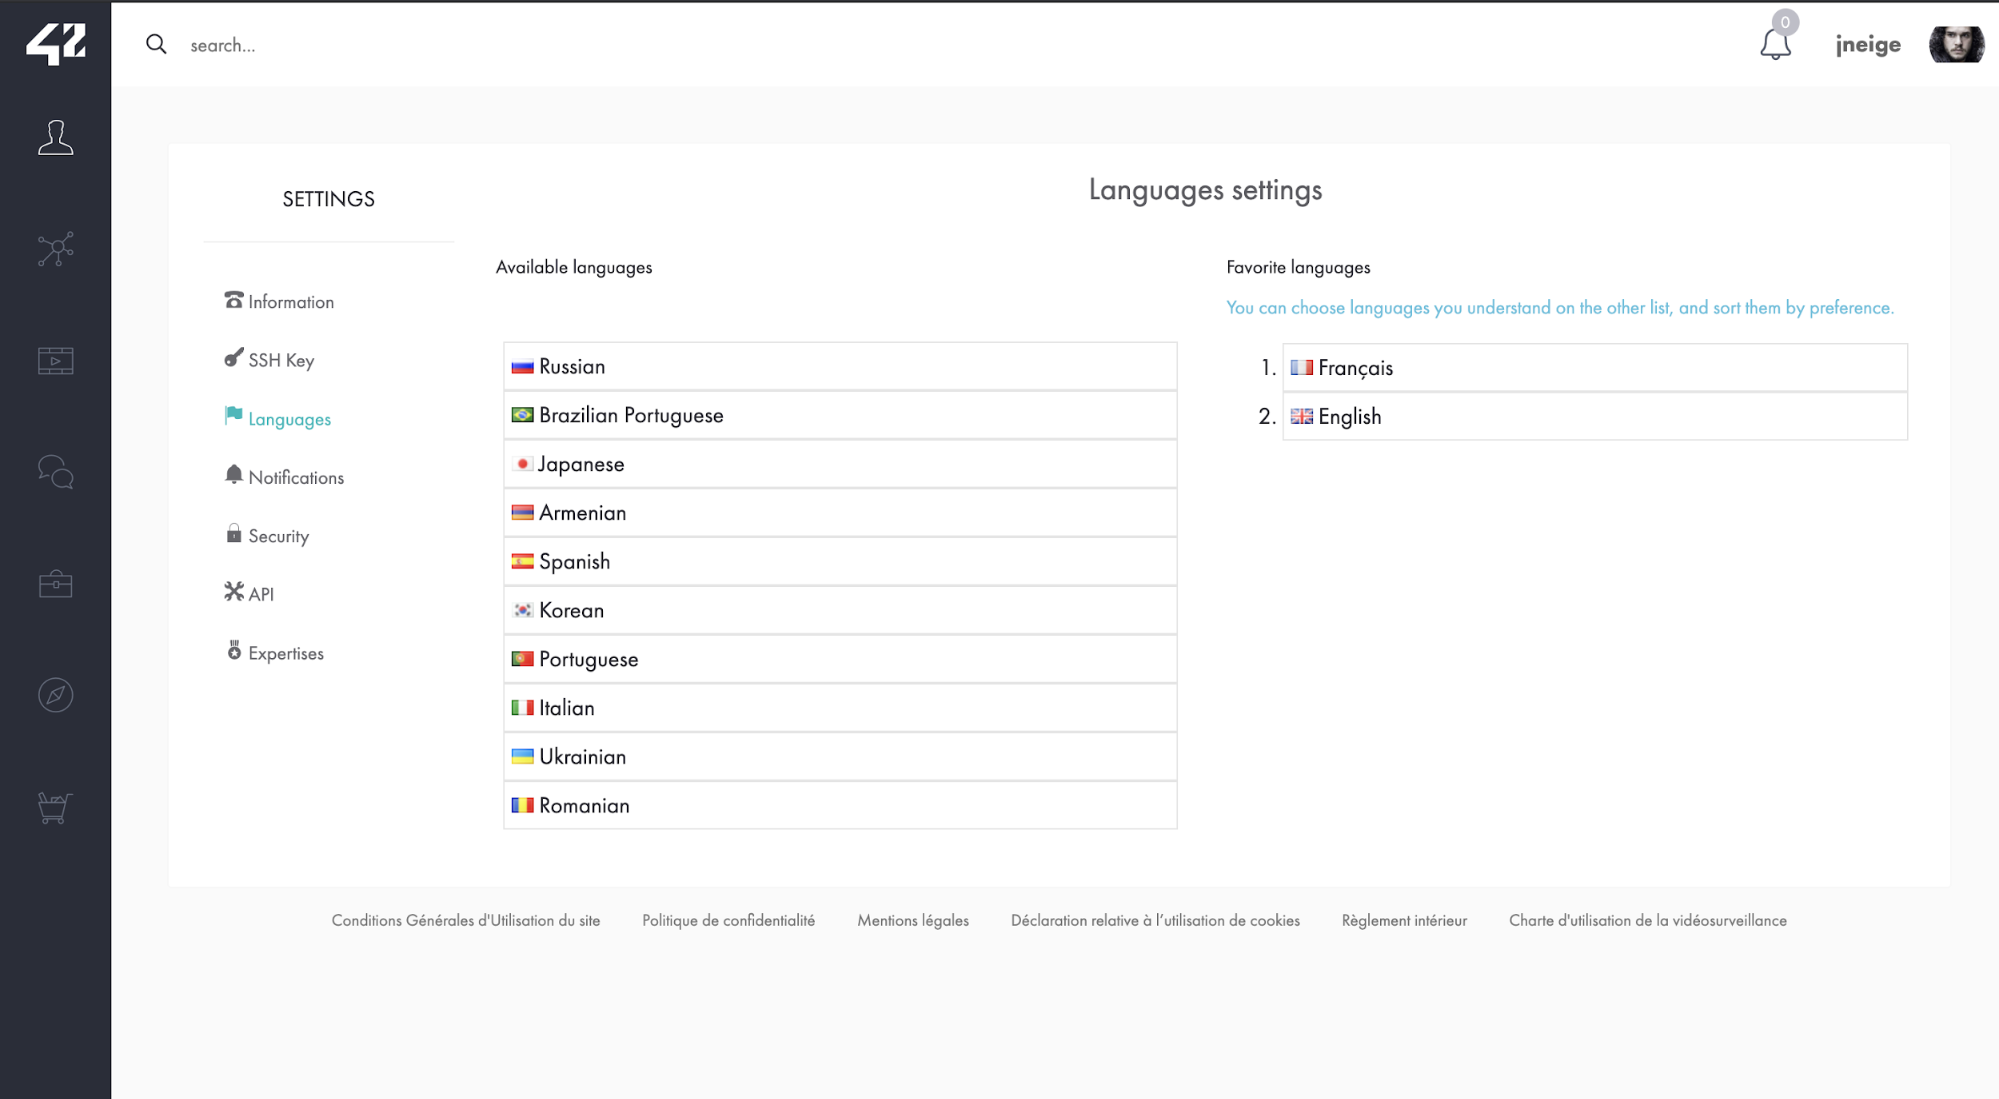 42
search...
0
jneige
SETTINGS
Information
SSH Key
Languages
Notifications
Security
API
Expertises
Languages settings
Available languages
Russian
Brazilian Portuguese
Japanese
Armenian
Spanish
Korean
Portuguese
Italian
Ukrainian
Romanian
Favorite languages
You can choose languages you understand on the other list, and sort them by preference.
1. Français
2. English
Conditions Générales d'Utilisation du site
Politique de confidentialité
Mentions légales
Déclaration relative à l’utilisation de cookies
Règlement intérieur
Charte d'utilisation de la vidéosurveillance